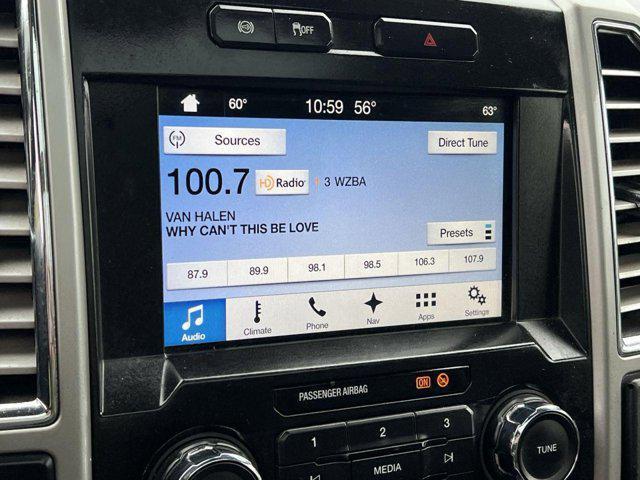 OFF
60° 10:59 56° 63°
FM Sources Direct Tune
100.7 HD Radio ↑ 3 WZBA
VAN HALEN
WHY CAN'T THIS BE LOVE
Presets
87.9 89.9 98.1 98.5 106.3 107.9
Audio Climate Phone Nav Apps Settings
PASSENGER AIRBAG ON
1 2 3
MEDIA TUNE